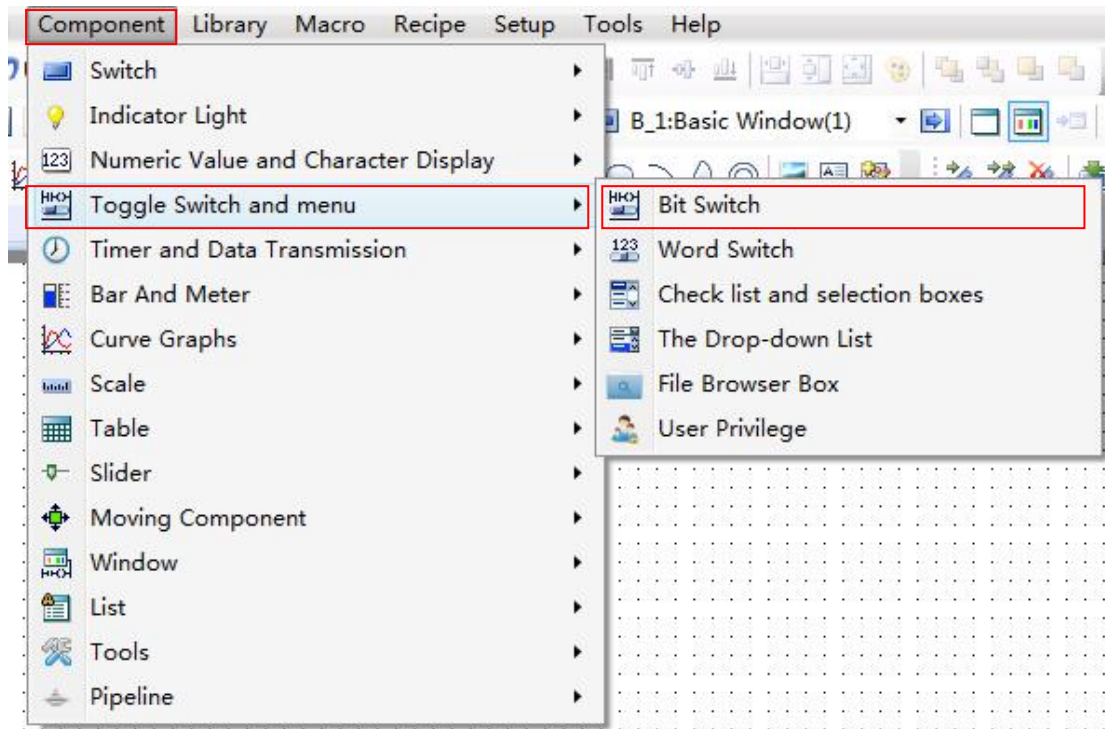 Component Library Macro Recipe Setup Tools Help
Switch
Indicator Light
B_1:Basic Window(1)
123 Numeric Value and Character Display
Toggle Switch and menu
Bit Switch
Timer and Data Transmission
123 Word Switch
Bar And Meter
Check list and selection boxes
Curve Graphs
The Drop-down List
Scale
File Browser Box
Table
User Privilege
Slider
Moving Component
Window
List
Tools
Pipeline